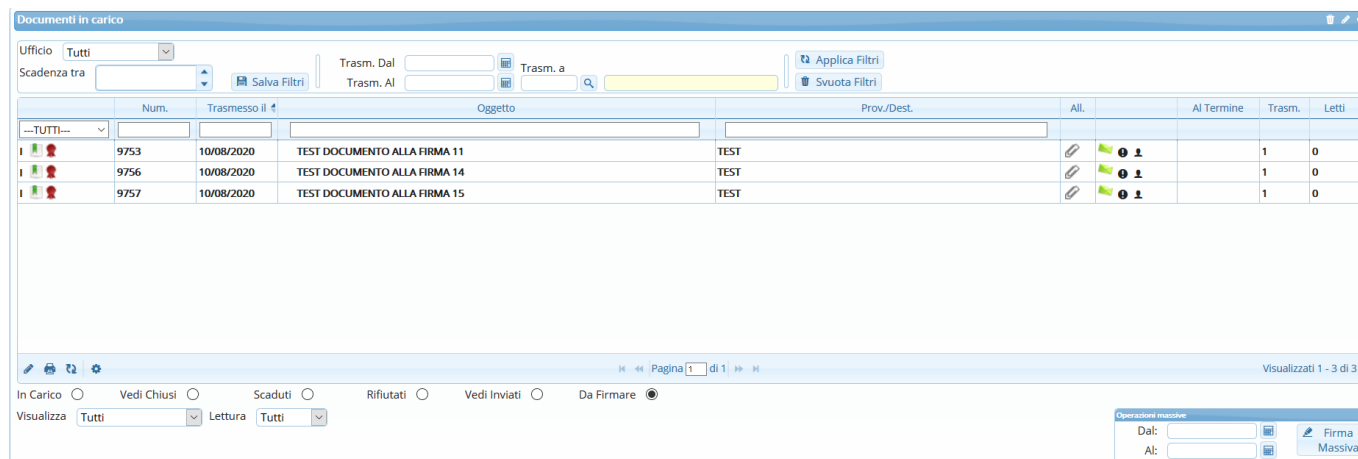 Documenti in carico
Ufficio Tutti
Scadenza tra
Salva Filtri
Trasm. Dal
Trasm. Al
Trasm. a
Applica Filtri
Svuota Filtri
Num. Trasmesso il Oggetto Prov./Dest. All. Al Termine Trasm. Letti
---TUTTI---
I 9753 10/08/2020 TEST DOCUMENTO ALLA FIRMA 11 TEST 1 0
I 9756 10/08/2020 TEST DOCUMENTO ALLA FIRMA 14 TEST 1 0
I 9757 10/08/2020 TEST DOCUMENTO ALLA FIRMA 15 TEST 1 0
Pagina 1 di 1 Visualizzati 1 - 3 di 3
In Carico Vedi Chiusi Scaduti Rifiutati Vedi Inviati Da Firmare
Visualizza Tutti Lettura Tutti
Operazioni massive
Dal:
Al:
Firma
Massiva